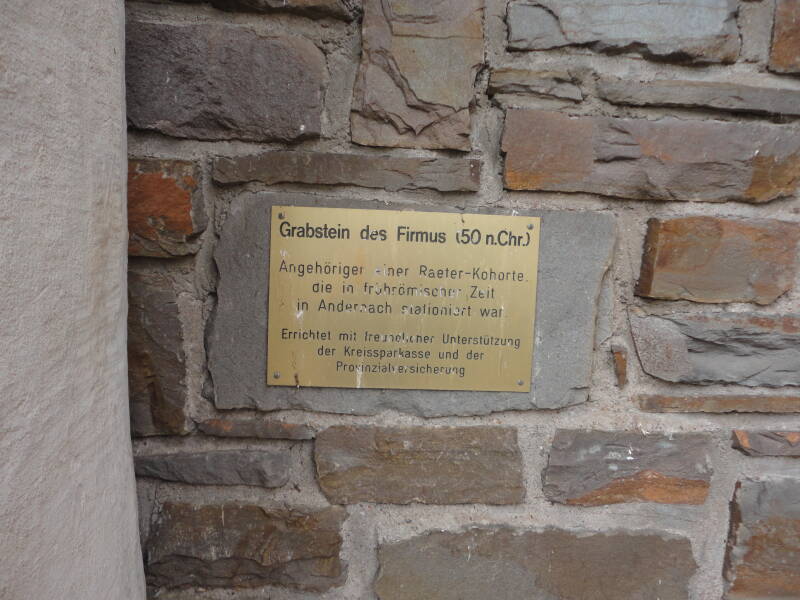 Grabstein des Firmus (50 n.Chr.)
Angehöriger einer Raeter-Kohorte,
die in frührömischer Zeit
in Andernach stationiert war.
Errichtet mit freundlicher Unterstützung
der Kreissparkasse und der
Provinzialversicherung